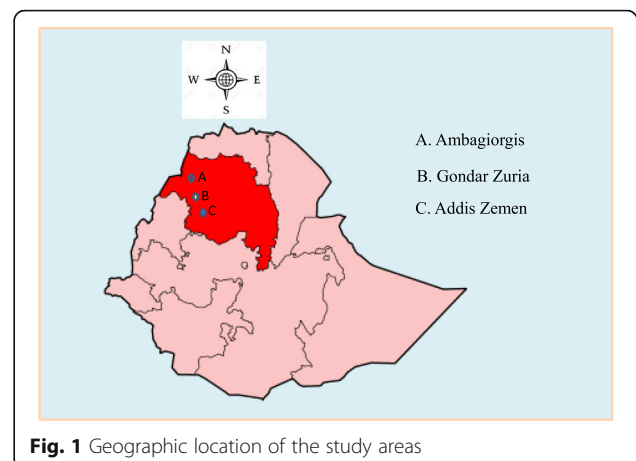 N
W E
S
A. Ambagiorgis
A
B. Gondar Zuria
B
C. Addis Zemen
C
Fig. 1 Geographic location of the study areas